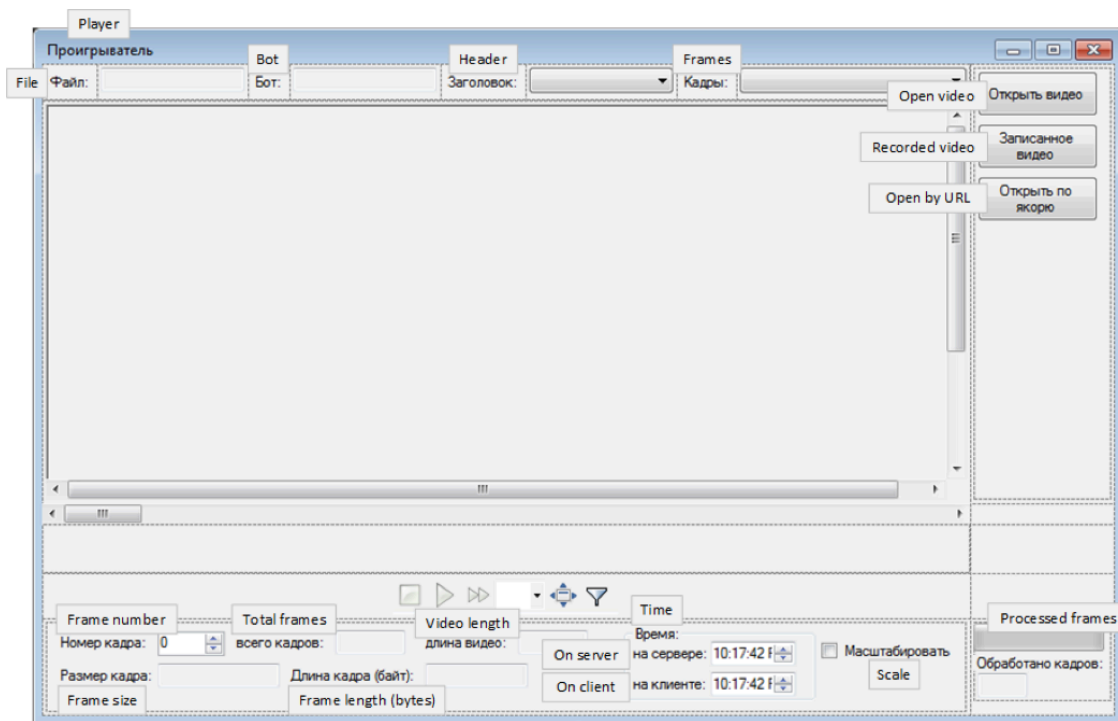 Player
Проигрыватель
Bot
Header
Frames
File
Файл:
Бот:
Заголовок:
Кадры:
Open video
Открыть видео
Recorded video
Записанное
видео
Open by URL
Открыть по
якорю
Frame number
Total frames
Video length
Time
Processed frames
Номер кадра: 0
всего кадров:
длина видео:
Время:
On server
на сервере: 10:17:42
Масштабировать
Scale
Обработано кадров:
Размер кадра:
Длина кадра (байт):
On client
на клиенте: 10:17:42
Frame size
Frame length (bytes)